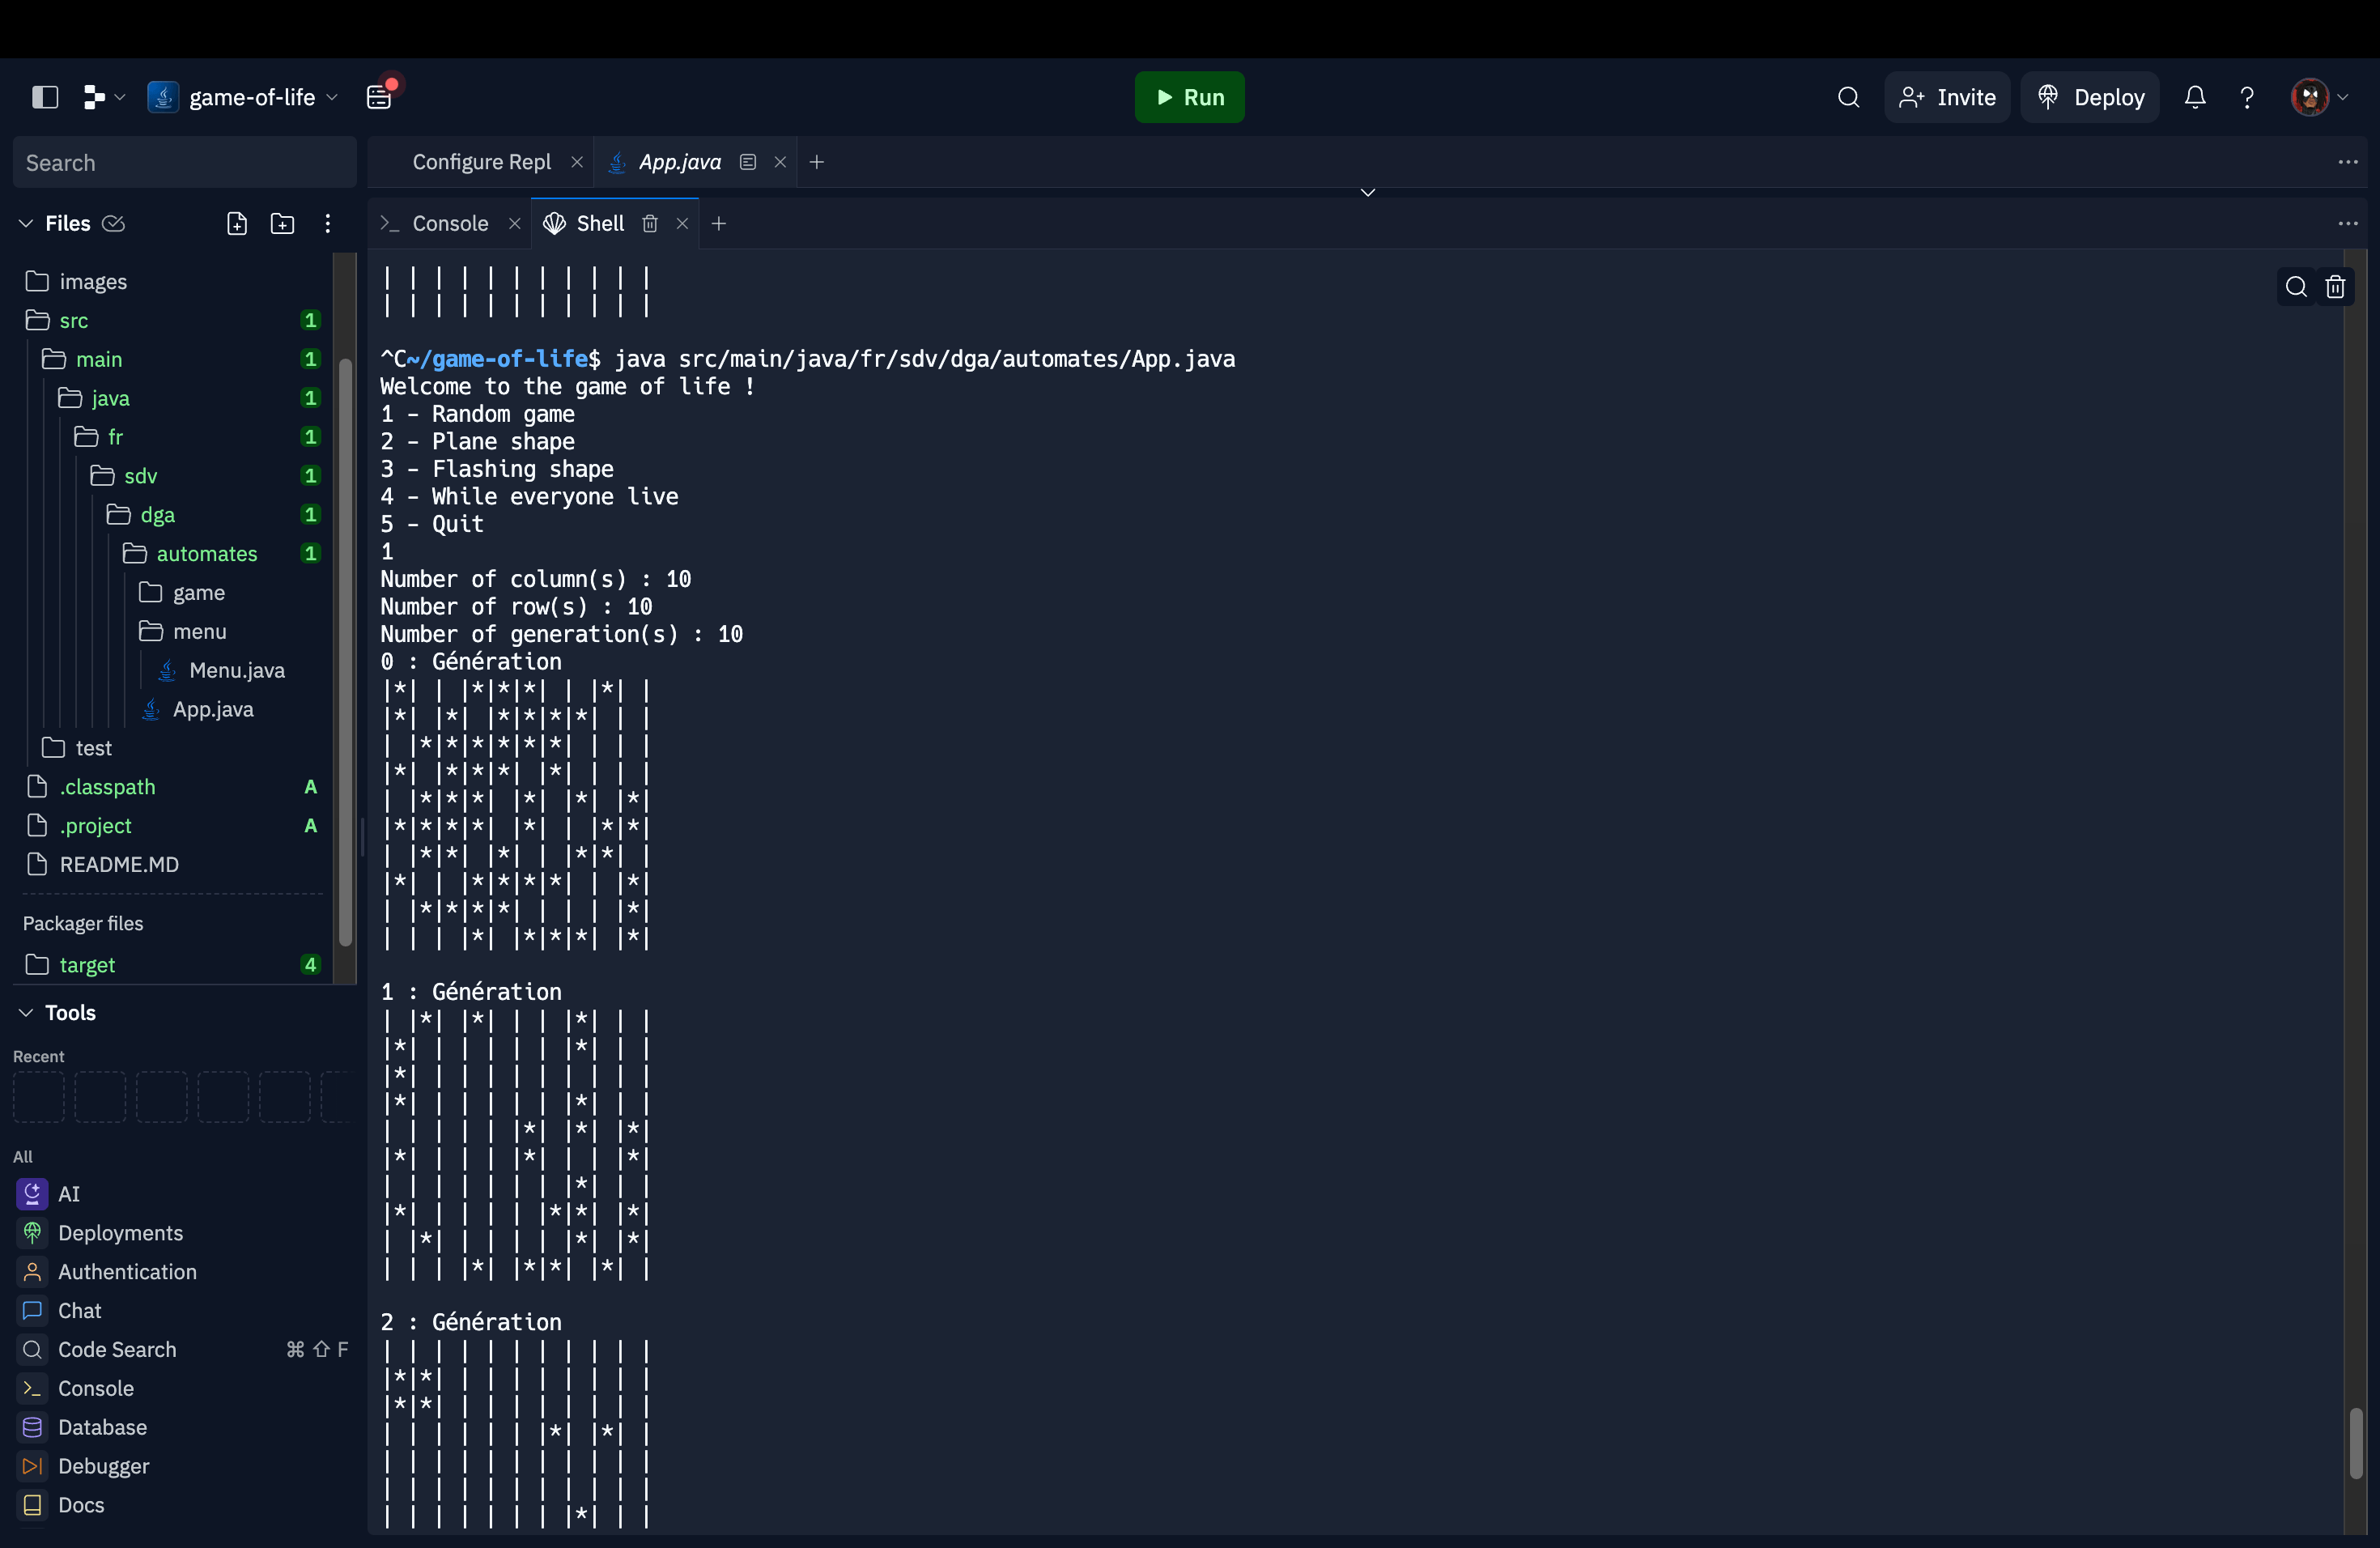 game-of-life
Run
Invite
Deploy
?
Search
Configure Repl
App.java
Files
Console
Shell
images
src 1
main 1
java 1
fr 1
sdv 1
dga 1
automates 1
game
menu
Menu.java
App.java
test
.classpath A
.project A
README.MD
Packager files
target 4
Tools
Recent
All
AI
Deployments
Authentication
Chat
Code Search ⌘ ⇧ F
Console
Database
Debugger
Docs
| | | | | | | | | | |
| | | | | | | | | | |
^C~/game-of-life$ java src/main/java/fr/sdv/dga/automates/App.java
Welcome to the game of life !
1 - Random game
2 - Plane shape
3 - Flashing shape
4 - While everyone live
5 - Quit
1
Number of column(s) : 10
Number of row(s) : 10
Number of generation(s) : 10
0 : Génération
|*| | |*|*|*| | |*| |
|*| |*| |*|*|*|*| | |
| |*|*|*|*|*|*| | | |
|*| |*|*|*| |*| | | |
| |*|*|*| |*| |*| |*|
|*|*|*|*| |*| | |*|*|
| |*|*| |*| | |*|*| |
|*| | |*|*|*|*| | |*|
| |*|*|*|*| | | | |*|
| | | |*| |*|*|*| |*|
1 : Génération
| |*| |*| | | |*| | |
|*| | | | | | |*| | |
|*| | | | | | | | | |
|*| | | | | | |*| | |
| | | | | |*| |*| |*|
|*| | | | |*| | | |*|
| | | | | | | |*| | |
|*| | | | | |*|*| |*|
| |*| | | | | |*| |*|
| | | |*| |*|*| |*| |
2 : Génération
| | | | | | | | | | |
|*|*| | | | | | | | |
|*|*| | | | | | | | |
| | | | | | |*| |*| |
| | | | | | | | | | |
| | | | | | | | | | |
| | | | | | | |*| | |